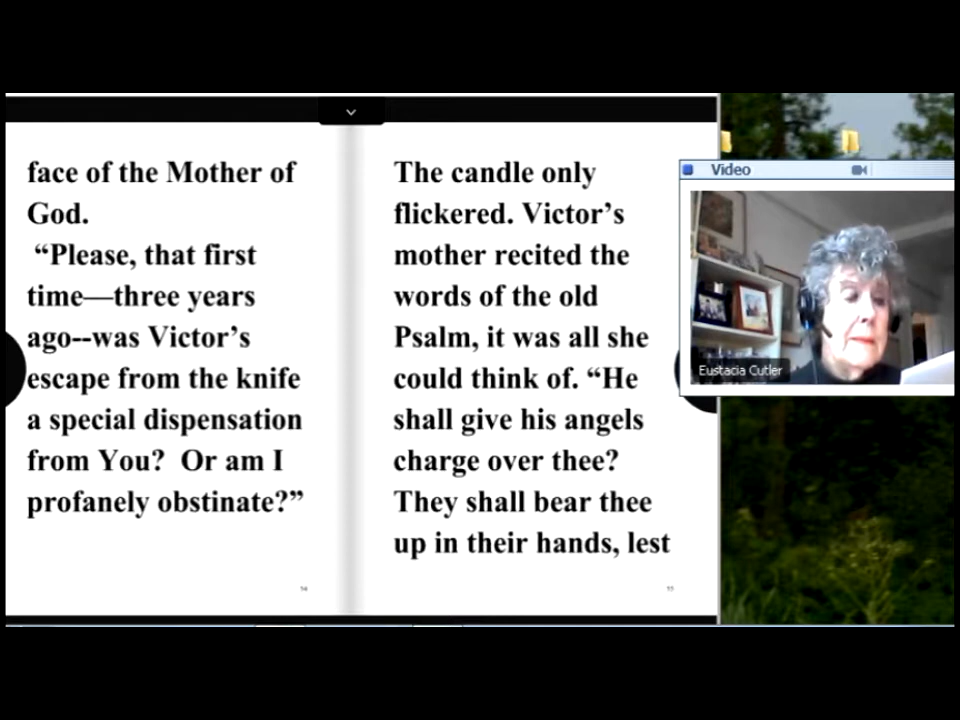 face of the Mother of
God.
“Please, that first
time—three years
ago--was Victor’s
escape from the knife
a special dispensation
from You?  Or am I
profanely obstinate?”
54
The candle only
flickered. Victor’s
mother recited the
words of the old
Psalm, it was all she
could think of. “He
shall give his angels
charge over thee?
They shall bear thee
up in their hands, lest
55
Video
Eustacia Cutler